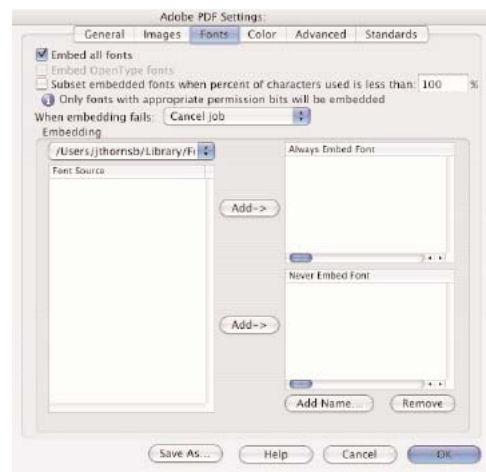 Adobe PDF Settings:
General Images Fonts Color Advanced Standards
Embed all fonts
Embed OpenType fonts
Subset embedded fonts when percent of characters used is less than: 100 %
Only fonts with appropriate permission bits will be embedded
When embedding fails: Cancel job
Embedding
/Users/jthornsb/Library/Fi
Always Embed Font
Font Source
Add->
Never Embed Font
Add->
Add Name... Remove
Save As... Help Cancel OK